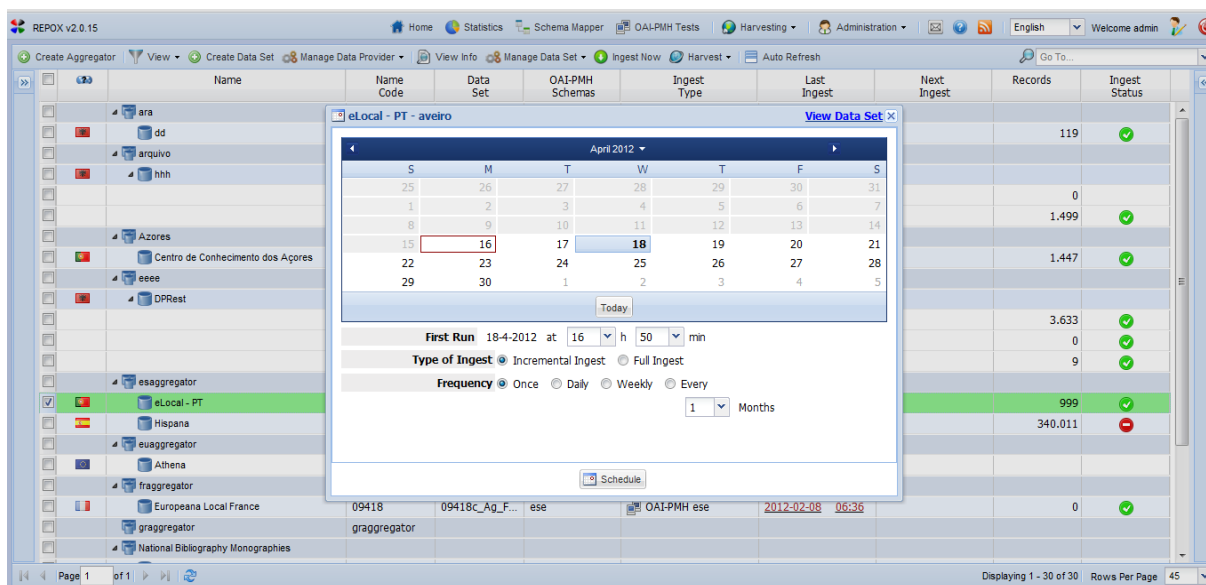 REPOX v2.0.15 Home Statistics Schema Mapper OAI-PMH Tests Harvesting Administration English Welcome admin
Create Aggregator View Create Data Set Manage Data Provider View Info Manage Data Set Ingest Now Harvest Auto Refresh Go To...
Name Name Code Data Set OAI-PMH Schemas Ingest Type Last Ingest Next Ingest Records Ingest Status
ara
dd 119
arquivo
hhh
0
1.499
Azores
Centro de Conhecimento dos Açores 1.447
eeee
DPRest
3.633
0
9
esaggregator
eLocal - PT 999
Hispana 340.011
euaggregator
Athena
fraggregator
Europeana Local France 09418 09418c_Ag_F... ese OAI-PMH ese 2012-02-08 06:36 0
graggregator graggregator
National Bibliography Monographies
Page 1 of 1 Displaying 1 - 30 of 30 Rows Per Page 45
eLocal - PT - aveiro View Data Set
April 2012
S M T W T F S
25 26 27 28 29 30 31
1 2 3 4 5 6 7
8 9 10 11 12 13 14
15 16 17 18 19 20 21
22 23 24 25 26 27 28
29 30 1 2 3 4 5
Today
First Run 18-4-2012 at 16 h 50 min
Type of Ingest Incremental Ingest Full Ingest
Frequency Once Daily Weekly Every
1 Months
Schedule